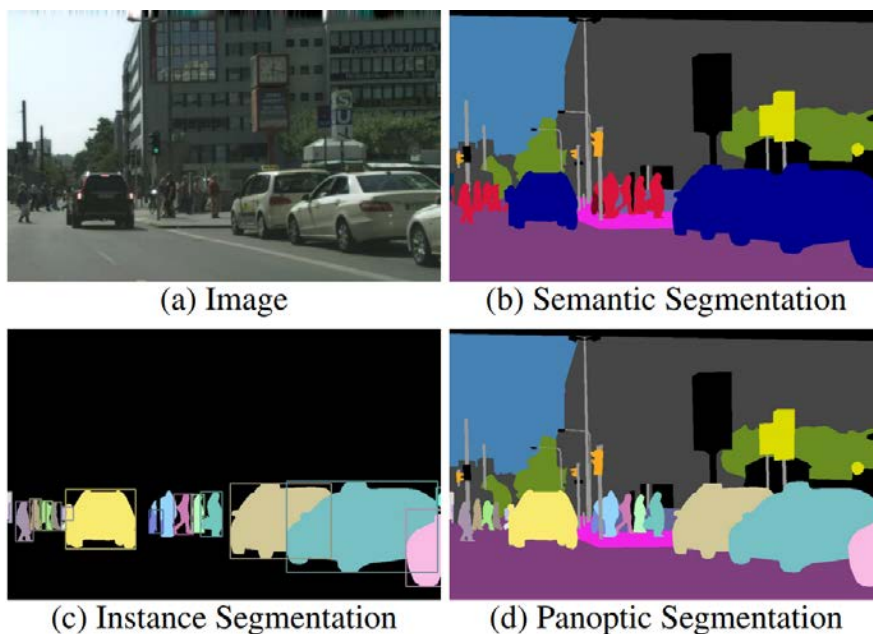 (a) Image
(b) Semantic Segmentation
(c) Instance Segmentation
(d) Panoptic Segmentation